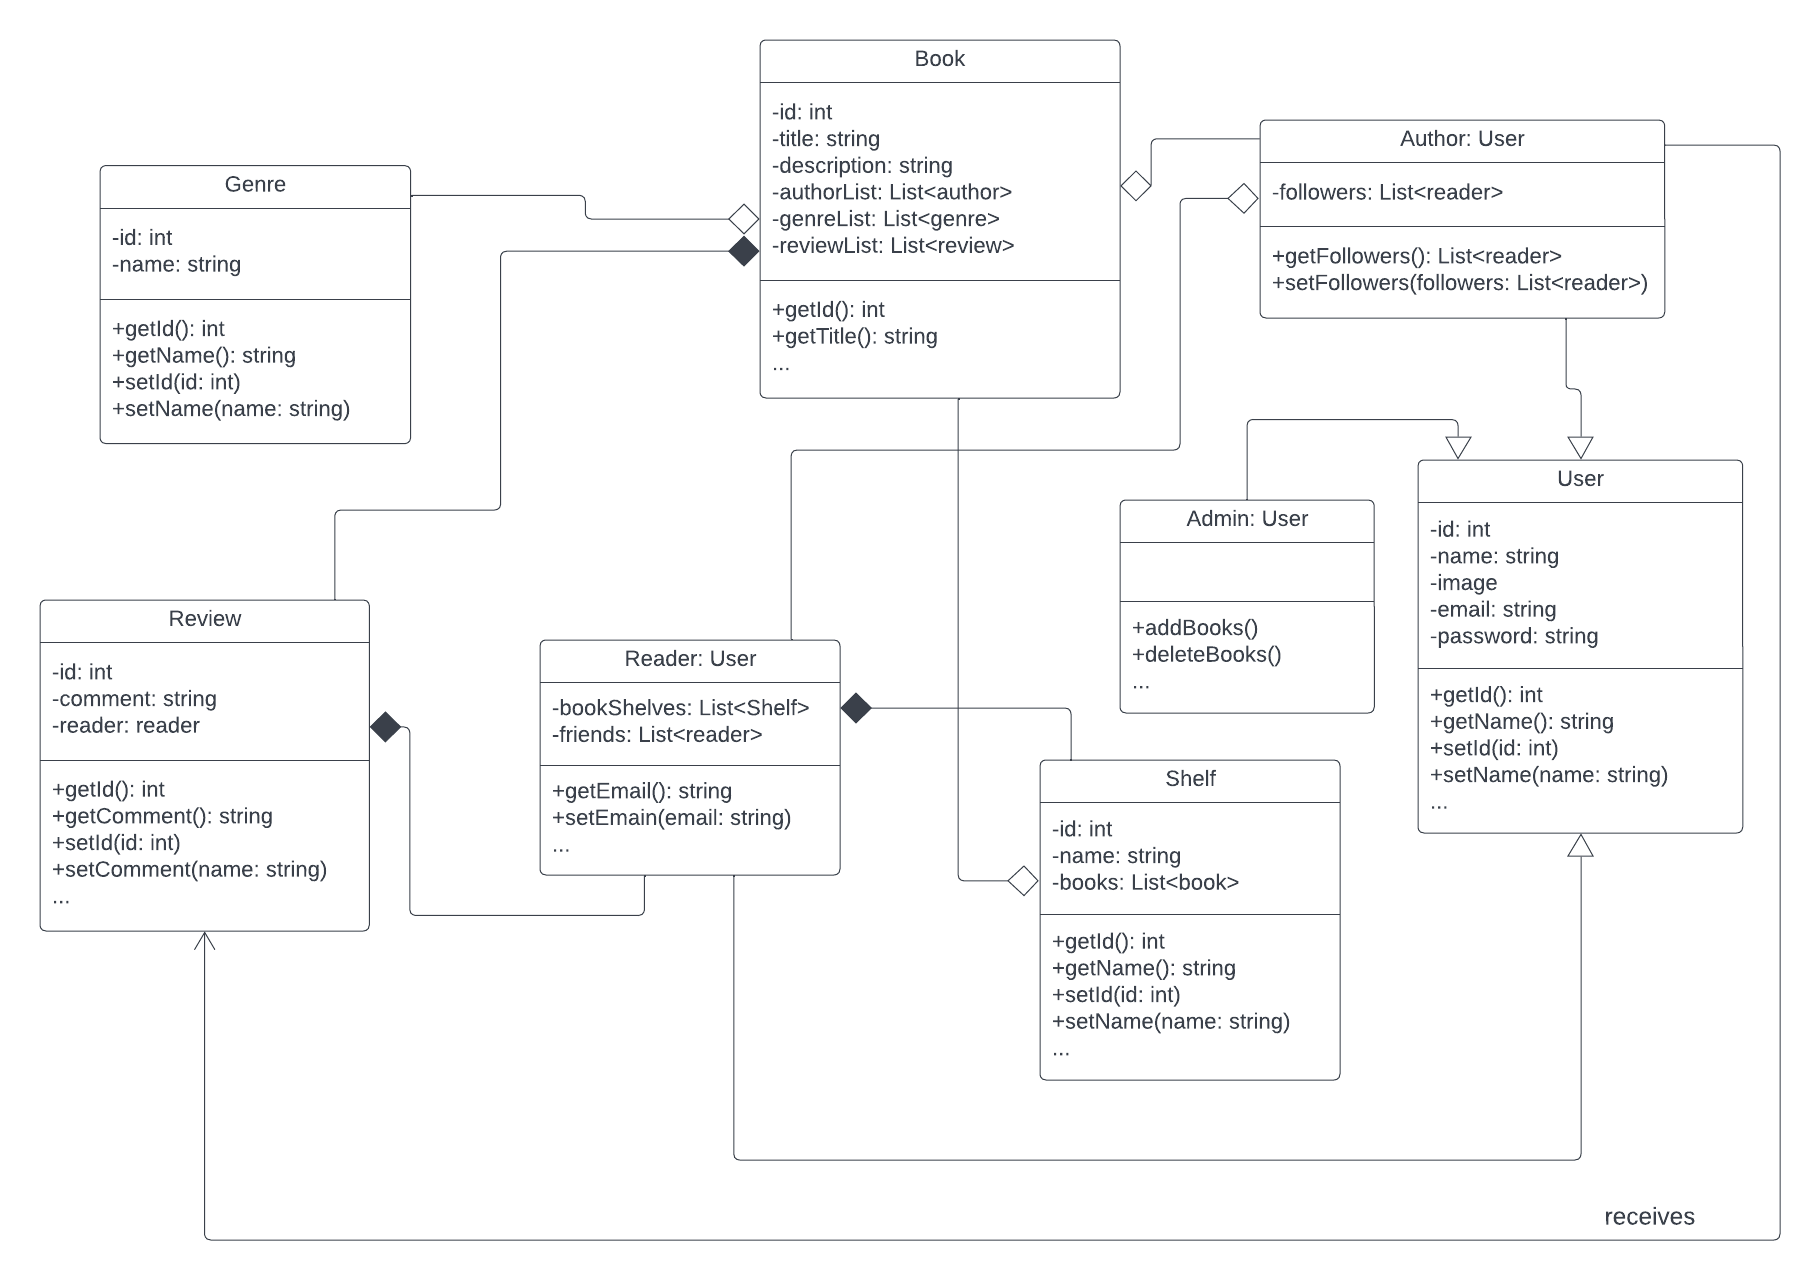 Book
-id: int
-title: string
-description: string
-authorList: List<author>
-genreList: List<genre>
-reviewList: List<review>
+getId(): int
+getTitle(): string
...
Author: User
-followers: List<reader>
+getFollowers(): List<reader>
+setFollowers(followers: List<reader>)
Genre
-id: int
-name: string
+getId(): int
+getName(): string
+setId(id: int)
+setName(name: string)
User
-id: int
-name: string
-image
-email: string
-password: string
+getId(): int
+getName(): string
+setId(id: int)
+setName(name: string)
...
Admin: User
+addBooks()
+deleteBooks()
...
Review
-id: int
-comment: string
-reader: reader
+getId(): int
+getComment(): string
+setId(id: int)
+setComment(name: string)
...
Reader: User
-bookShelves: List<Shelf>
-friends: List<reader>
+getEmail(): string
+setEmain(email: string)
...
Shelf
-id: int
-name: string
-books: List<book>
+getId(): int
+getName(): string
+setId(id: int)
+setName(name: string)
...
receives